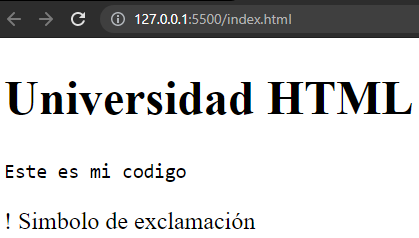 127.0.0.1:5500/index.html
Universidad HTML
Este es mi codigo
! Simbolo de exclamación